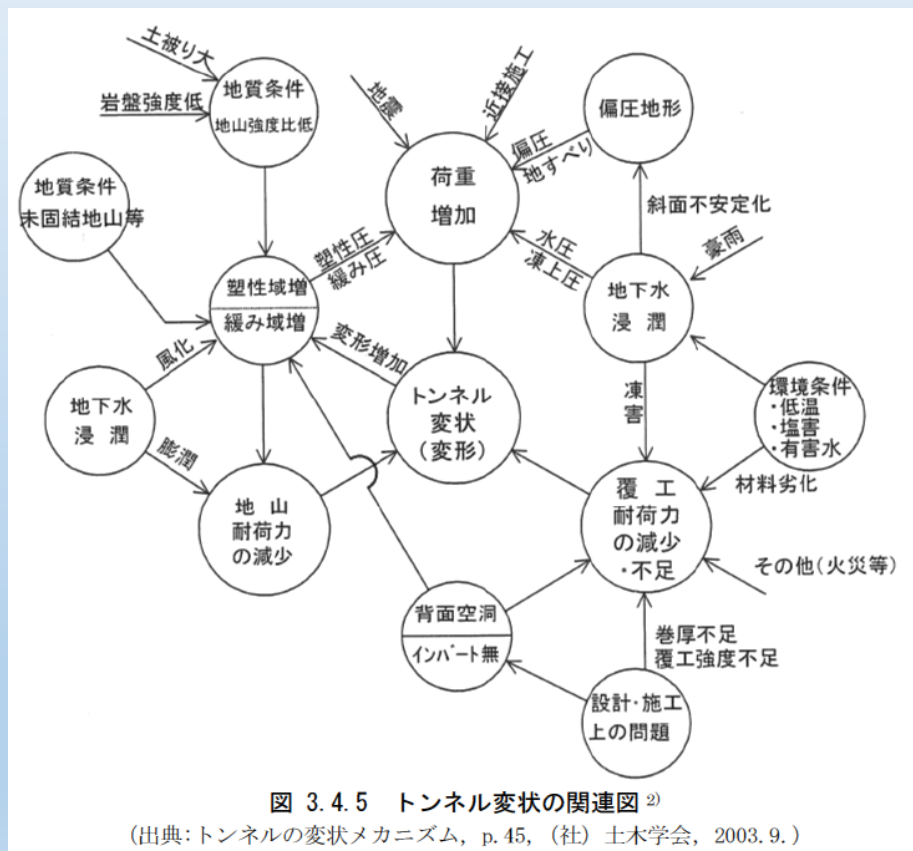 土被り大
岩盤強度低
地質条件
地山強度比低
地震
近接施工
偏圧地形
偏圧
地すべり
荷重
増加
地質条件
未固結地山等
斜面不安定化
豪雨
水圧
凍上圧
塑性圧
緩み圧
塑性域増
緩み域増
地下水
浸潤
風化
変形増加
凍
害
環境条件
・低温
・塩害
・有害水
トンネル
変状
(変形)
地下水
浸潤
膨潤
材料劣化
地山
耐荷力
の減少
覆工
耐荷力
の減少
・不足
その他(火災等)
背面空洞
インバート無
巻厚不足
覆工強度不足
設計・施工
上の問題
図 3.4.5 トンネル変状の関連図 2)
(出典:トンネルの変状メカニズム, p.45, (社) 土木学会, 2003.9.)